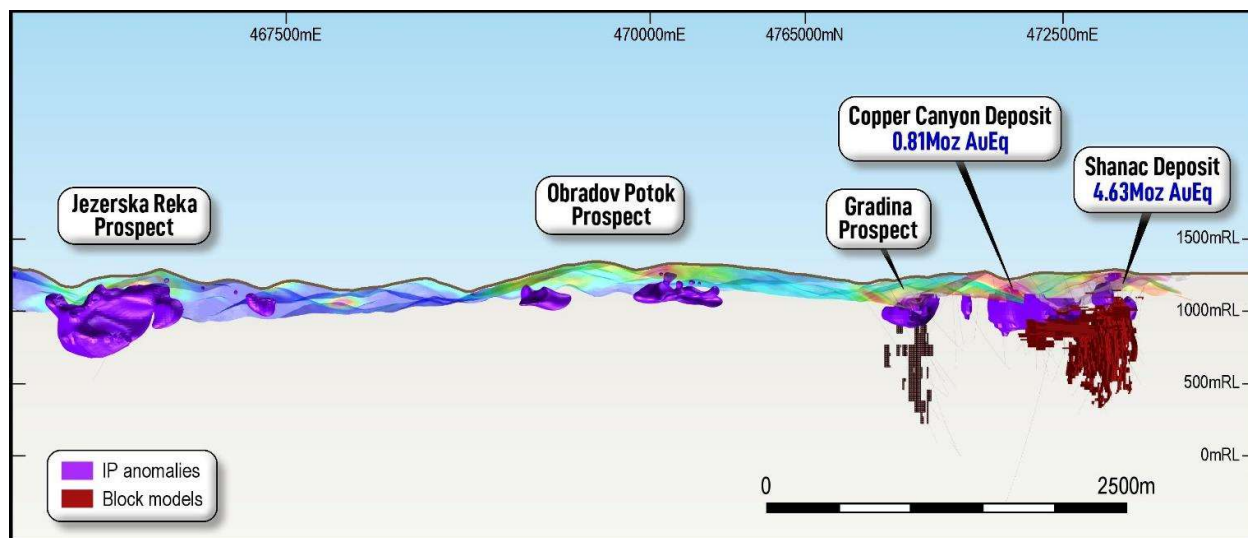 467500mE
470000mE
4765000mN
472500mE
Copper Canyon Deposit
0.81Moz AuEq
Shanac Deposit
4.63Moz AuEq
Jezerska Reka
Prospect
Obradov Potok
Prospect
Gradina
Prospect
1500mRL
1000mRL
500mRL
0mRL
IP anomalies
Block models
0
2500m